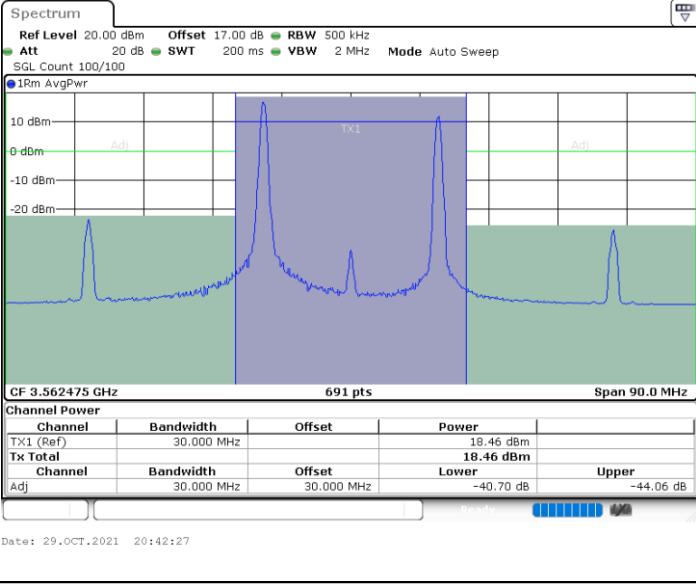 Spectrum
Ref Level 20.00 dBm Offset 17.00 dB RBW 500 kHz
Att 20 dB SWT 200 ms VBW 2 MHz Mode Auto Sweep
SGL Count 100/100
1Rm AvgPwr
10 dBm
TX1
Adj
Adj
0 dBm
-10 dBm
-20 dBm
CF 3.562475 GHz 691 pts Span 90.0 MHz
Channel Power
Channel Bandwidth Offset Power
TX1 (Ref) 30.000 MHz 18.46 dBm
Tx Total 18.46 dBm
Channel Bandwidth Offset Lower Upper
Adj 30.000 MHz 30.000 MHz -40.70 dB -44.06 dB
Ready
Date: 29.OCT.2021 20:42:27